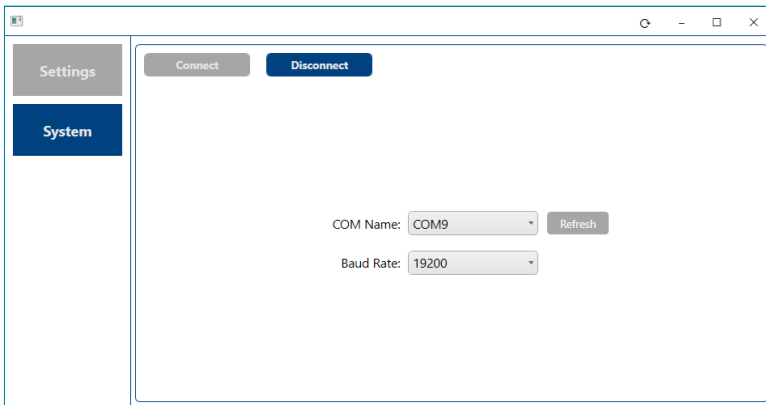 Settings
System
Connect Disconnect
COM Name: COM9 Refresh
Baud Rate: 19200